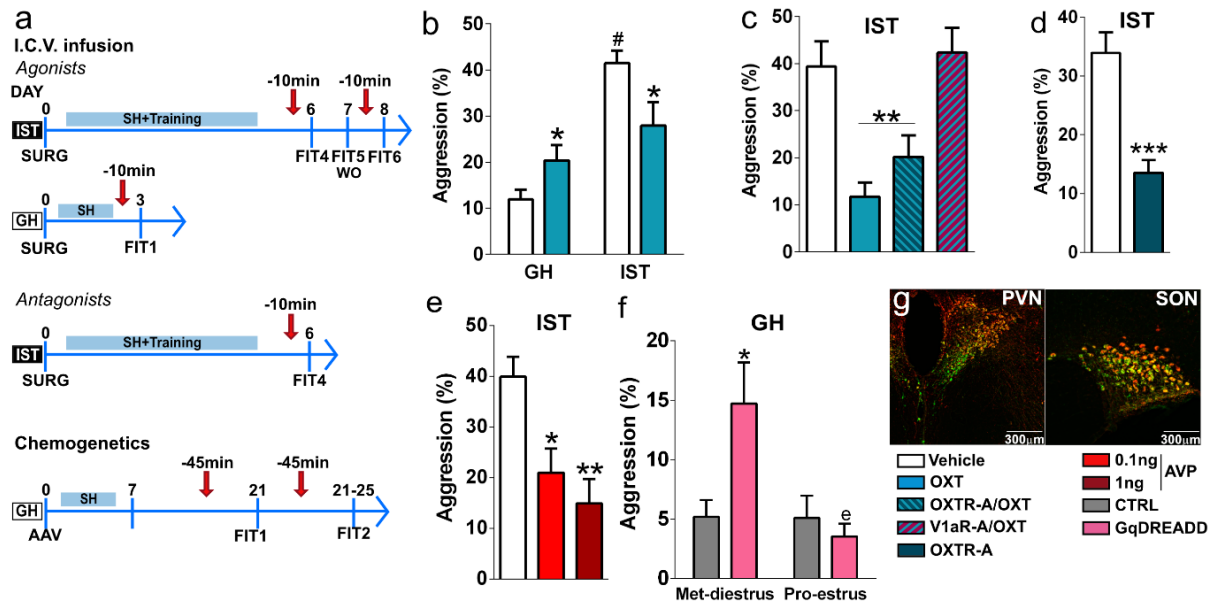 a
I.C.V. infusion
Agonists
DAY
0
-10min
-10min
SH+Training
6
7
8
IST
SURG
FIT4
FIT5
FIT6
WO
-10min
0
SH
3
GH
SURG
FIT1
Antagonists
-10min
0
SH+Training
6
IST
SURG
FIT4
Chemogenetics
-45min
-45min
0
SH
7
21
21-25
GH
AAV
FIT1
FIT2
b
Aggression (%)
50
40
30
20
10
0
*
#
*
GH
IST
c
IST
Aggression (%)
50
40
30
20
10
0
**
d
IST
Aggression (%)
40
30
20
10
0
***
e
IST
Aggression (%)
50
40
30
20
10
0
*
**
f
GH
Aggression (%)
20
15
10
5
0
*
e
Met-diestrus
Pro-estrus
g
PVN
SON
300μm
300μm
Vehicle
OXT
OXTR-A/OXT
V1aR-A/OXT
OXTR-A
0.1ng
1ng
AVP
CTRL
GqDREADD